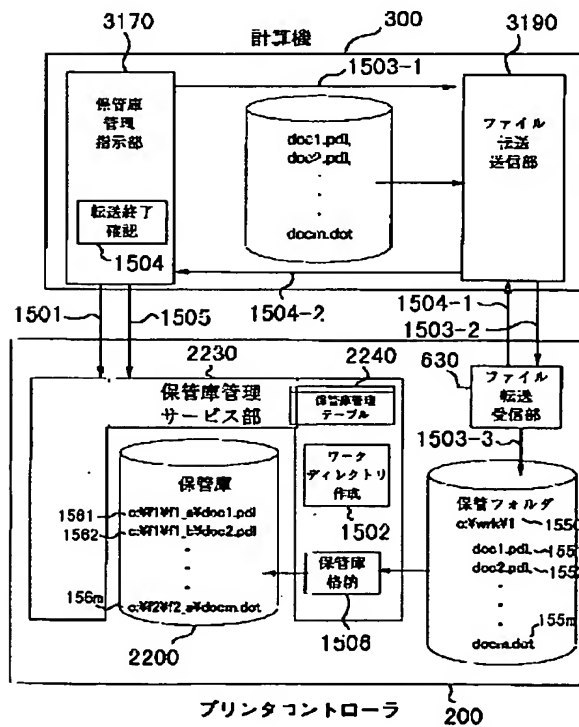 3170
計算機
300
3190
1503-1
保管庫
管理
指示部
doc1.pdl,
doc2.pdl,
docm.dot
ファイル
転送
送信部
転送終了
確認
1504
1504-2
1501
1505
1504-1
1503-2
2230
2240
630
保管庫管理
サービス部
保管庫管理
テーブル
ファイル
転送
受信部
1503-3
保管庫
ワーク
ディレクトリ
作成
1502
保管フォルダ
c:¥wrk¥1
1550
1561
c:¥f1¥f1_a¥doc1.pdl
1562
c:¥f1¥f1_b¥doc2.pdl
doc1.pdl
doc2.pdl
保管庫
格納
1506
156m
c:¥f2¥f2_a¥docm.dot
155m
docm.dot
2200
プリンタコントローラ
200